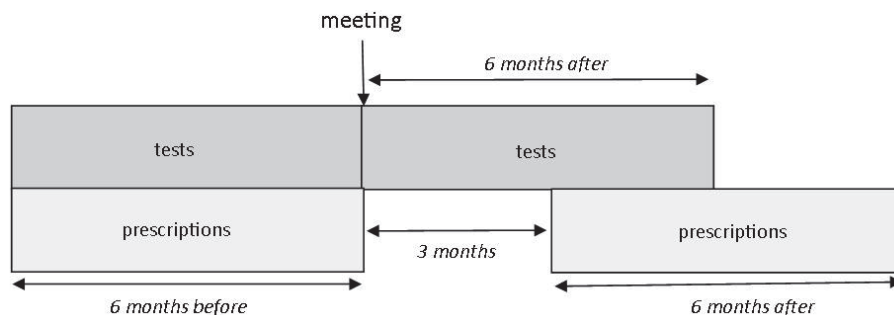 meeting
6 months after
tests
tests
prescriptions
3 months
prescriptions
6 months before
6 months after